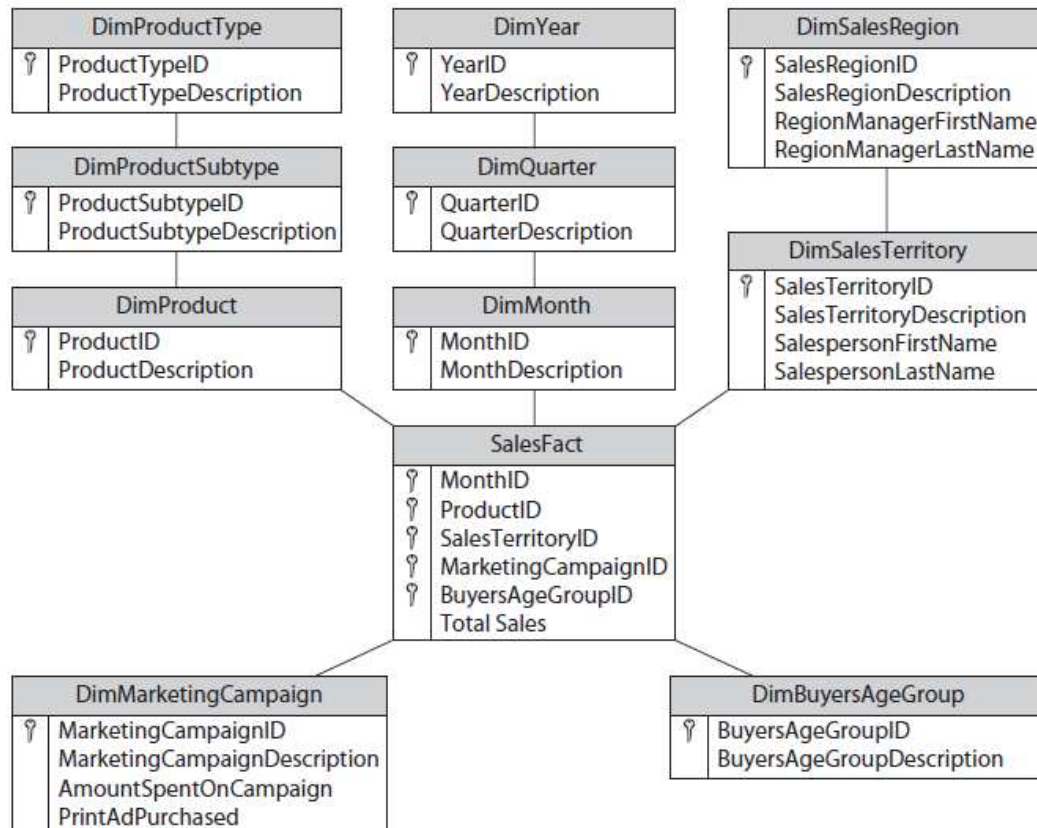 DimProductType
ProductTypeID
ProductTypeDescription
DimYear
YearID
YearDescription
DimSalesRegion
SalesRegionID
SalesRegionDescription
RegionManagerFirstName
RegionManagerLastName
DimProductSubtype
ProductSubtypeID
ProductSubtypeDescription
DimQuarter
QuarterID
QuarterDescription
DimSalesTerritory
SalesTerritoryID
SalesTerritoryDescription
SalespersonFirstName
SalespersonLastName
DimProduct
ProductID
ProductDescription
DimMonth
MonthID
MonthDescription
SalesFact
MonthID
ProductID
SalesTerritoryID
MarketingCampaignID
BuyersAgeGroupID
Total Sales
DimMarketingCampaign
MarketingCampaignID
MarketingCampaignDescription
AmountSpentOnCampaign
PrintAdPurchased
DimBuyersAgeGroup
BuyersAgeGroupID
BuyersAgeGroupDescription